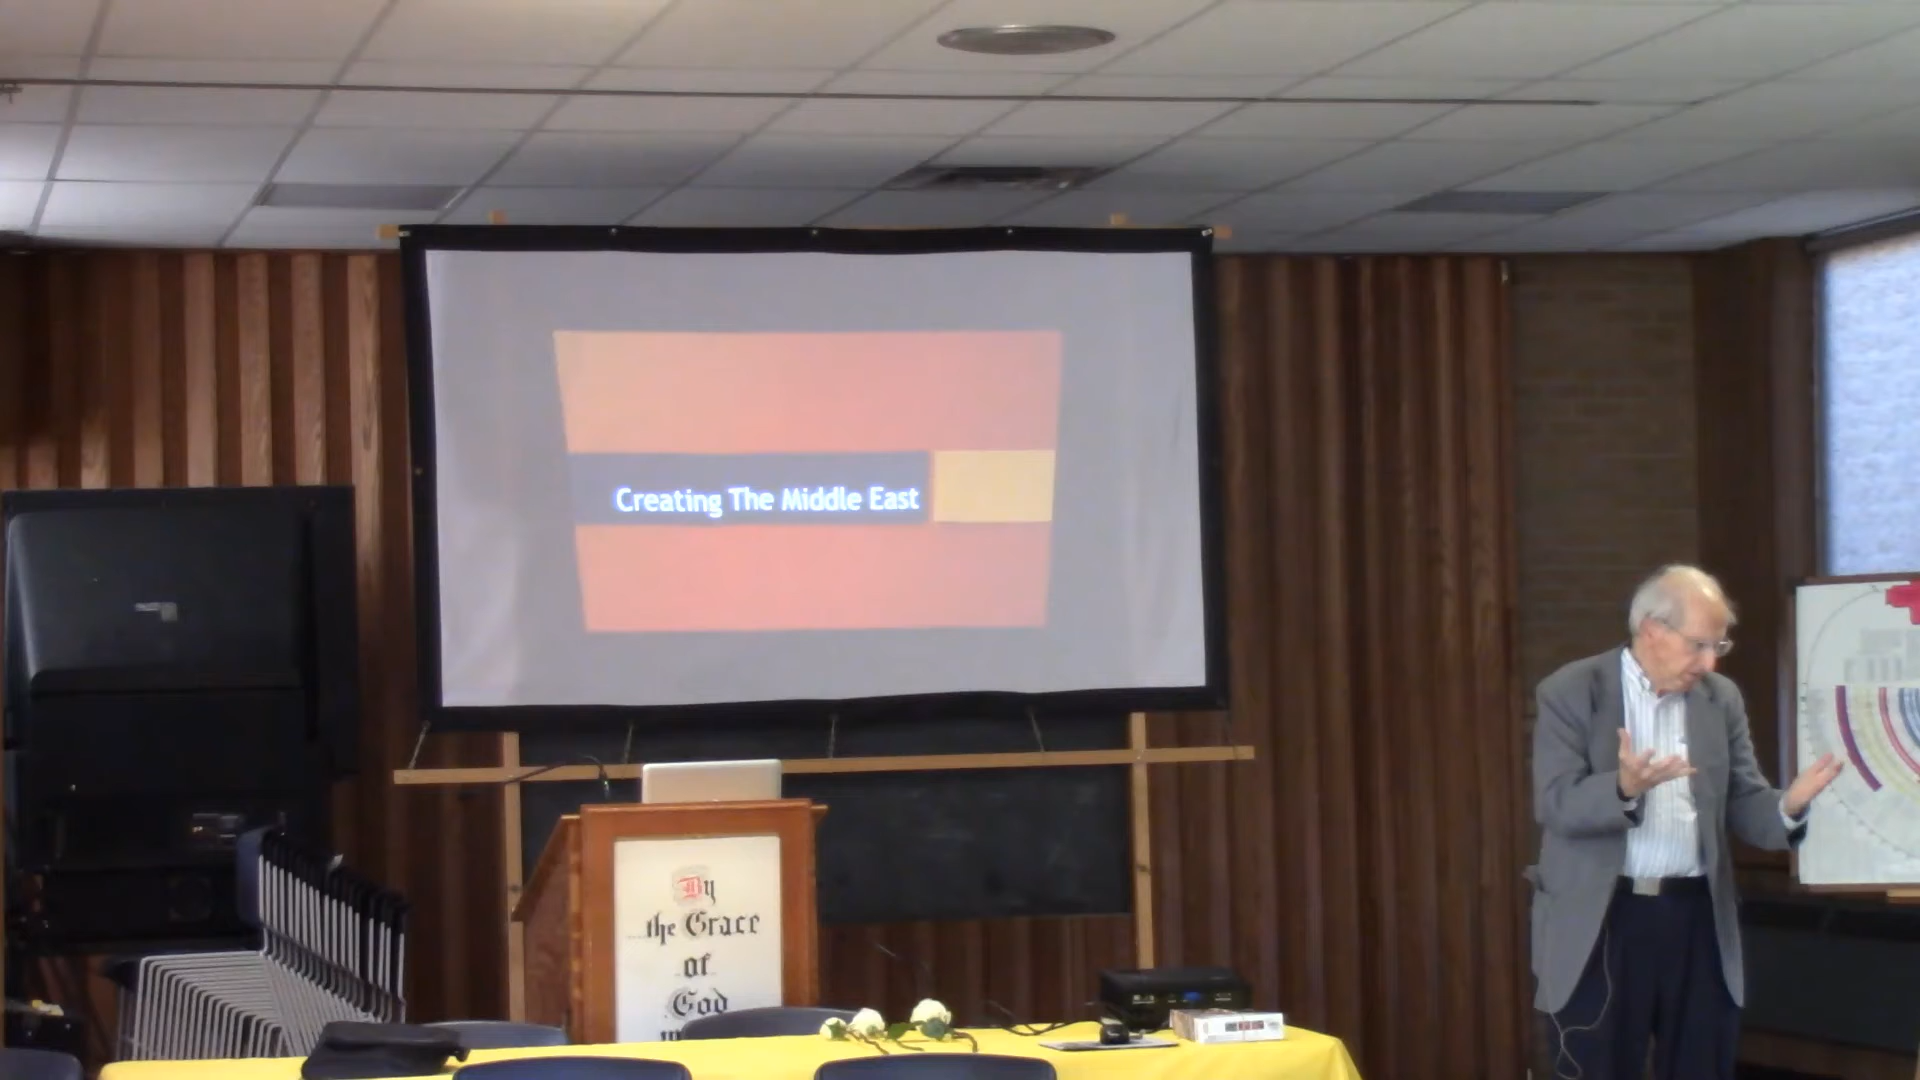 Creating The Middle East
By
the Grace
of
God